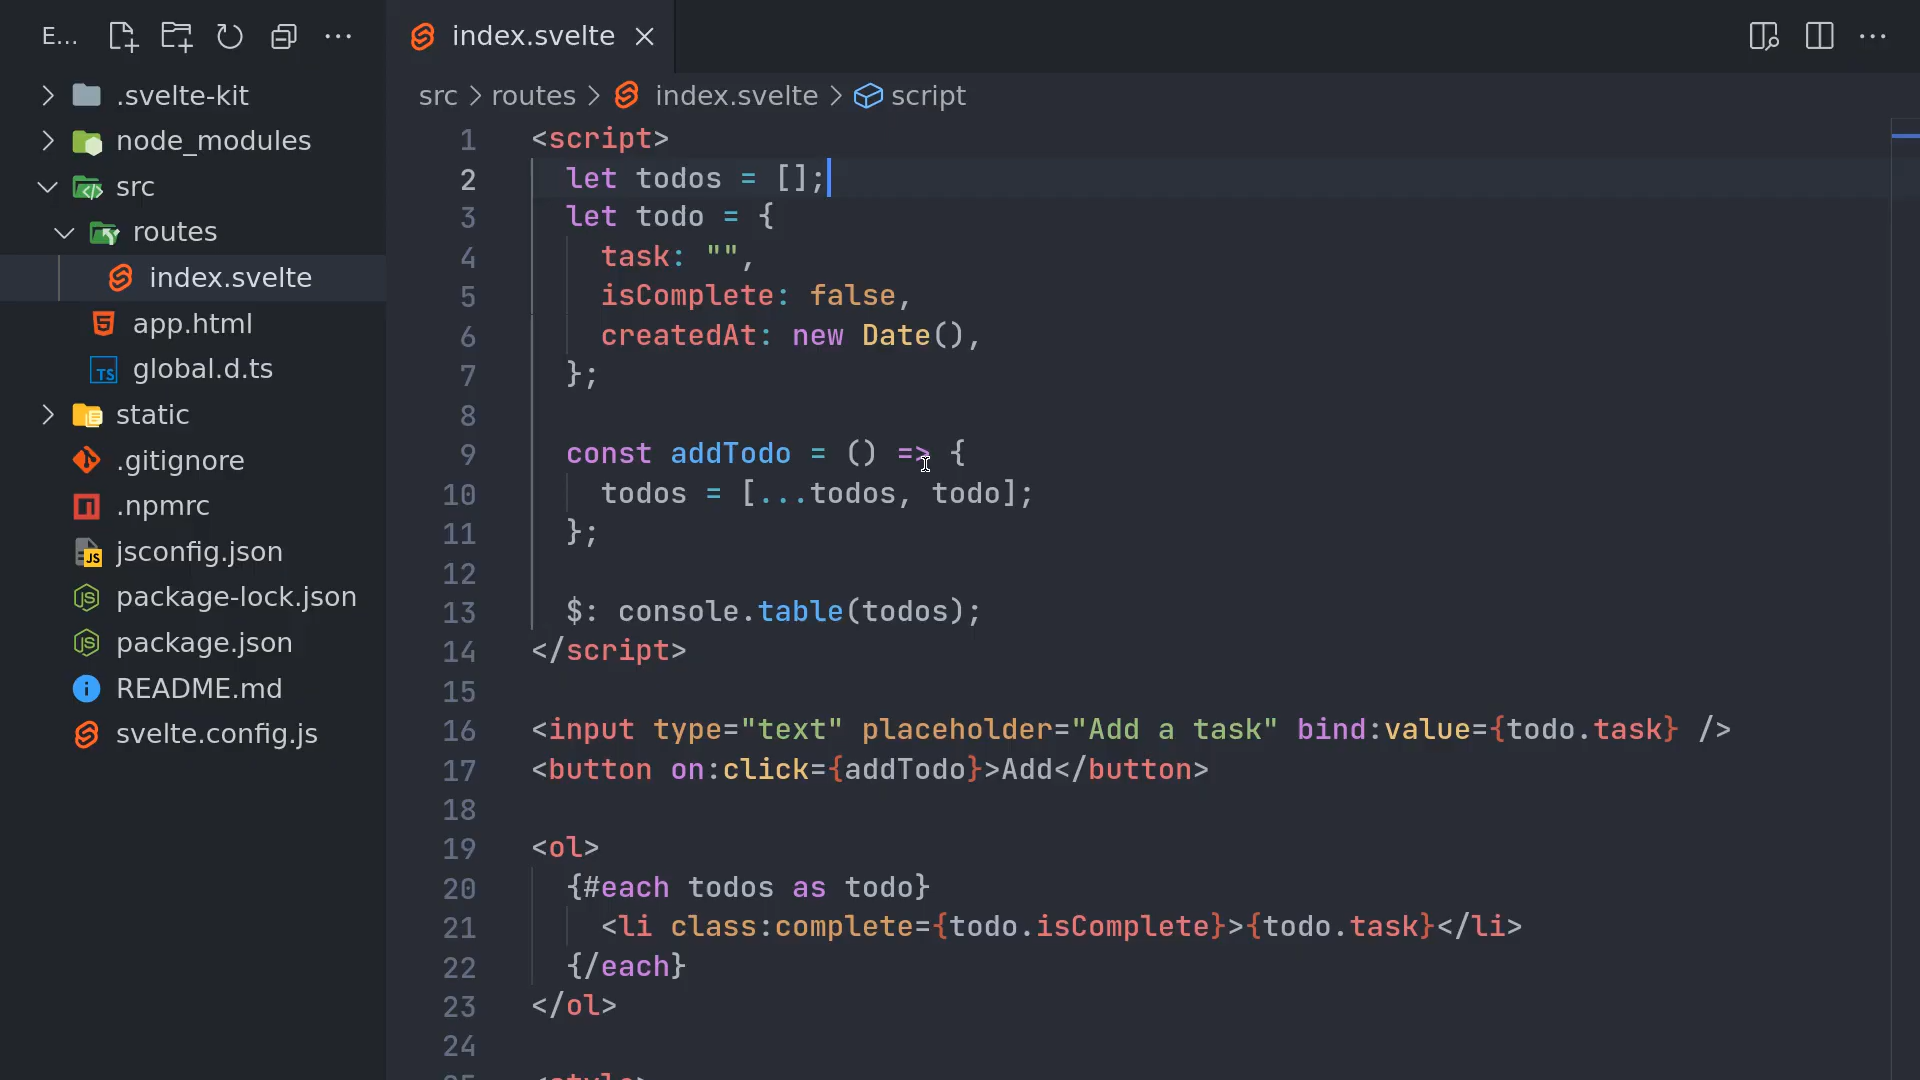 E...
.svelte-kit
node_modules
src
routes
index.svelte
app.html
global.d.ts
static
.gitignore
.npmrc
jsconfig.json
package-lock.json
package.json
README.md
svelte.config.js
index.svelte
src > routes > index.svelte > script
1 <script>
2 let todos = [];
3 let todo = {
4 task: "",
5 isComplete: false,
6 createdAt: new Date(),
7 };
8
9 const addTodo = () => {
10 todos = [...todos, todo];
11 };
12
13 $: console.table(todos);
14 </script>
15
16 <input type="text" placeholder="Add a task" bind:value={todo.task} />
17 <button on:click={addTodo}>Add</button>
18
19 <ol>
20 {#each todos as todo}
21 <li class:complete={todo.isComplete}>{todo.task}</li>
22 {/each}
23 </ol>
24
25 <style>